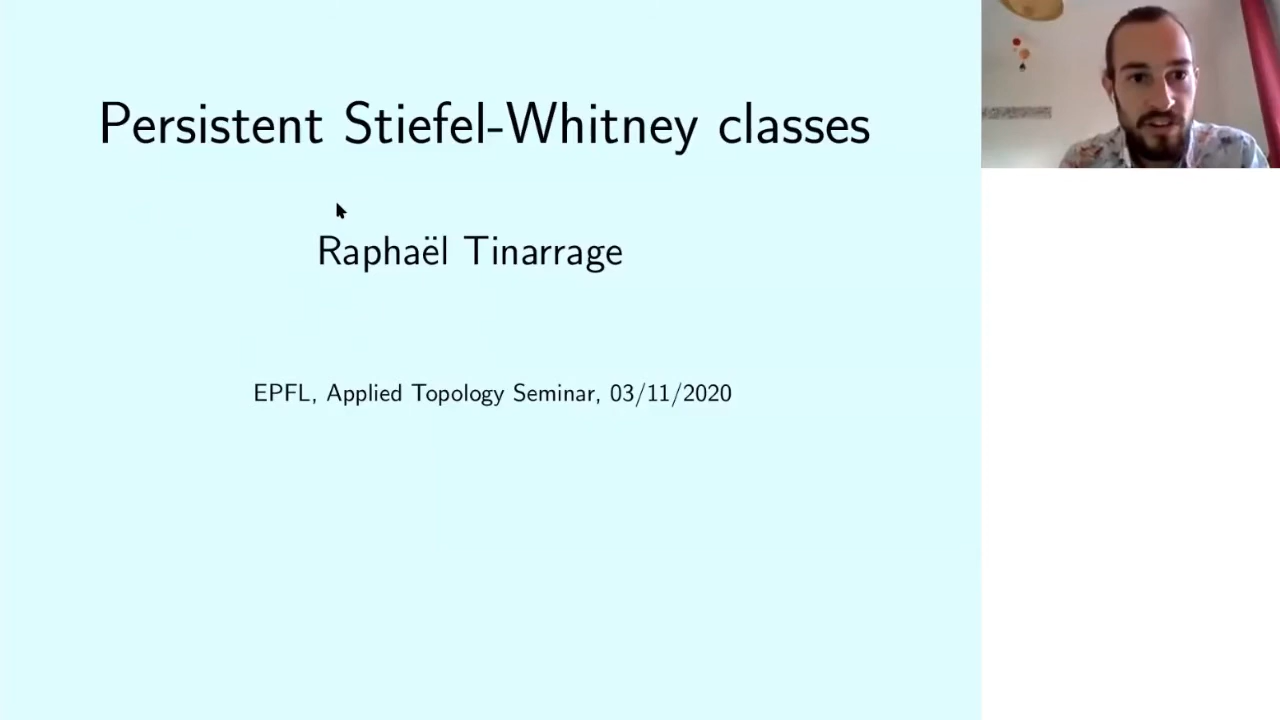 Persistent Stiefel-Whitney classes
Raphaël Tinarrage
EPFL, Applied Topology Seminar, 03/11/2020